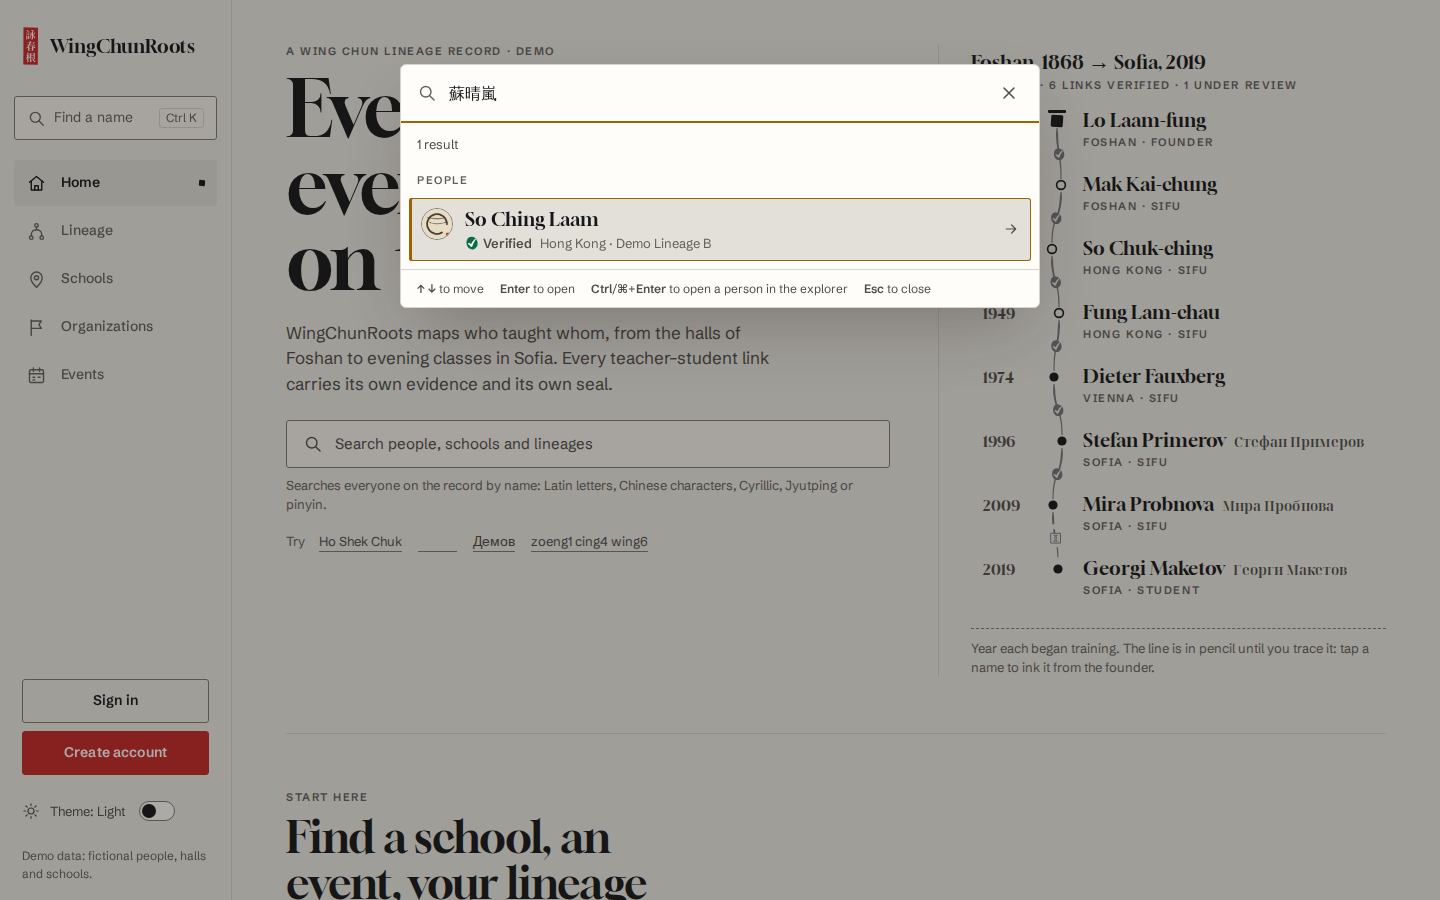 詠春根
WingChunRoots
Find a name
Ctrl K
Home
Lineage
Schools
Organizations
Events
Sign in
Create account
Theme: Light
Demo data: fictional people, halls
and schools.
A WING CHUN LINEAGE RECORD · DEMO
Eve
eve
on
WingChunRoots maps who taught whom, from the halls of
Foshan to evening classes in Sofia. Every teacher–student link
carries its own evidence and its own seal.
Search people, schools and lineages
Searches everyone on the record by name: Latin letters, Chinese characters, Cyrillic, Jyutping or
pinyin.
Try Ho Shek Chuk Демов zoeng1 cing4 wing6
蘇晴嵐
1 result
PEOPLE
So Ching Laam
Verified Hong Kong · Demo Lineage B
↑ ↓ to move Enter to open Ctrl/⌘+Enter to open a person in the explorer Esc to close
Foshan, 1868 → Sofia, 2019
· 6 LINKS VERIFIED · 1 UNDER REVIEW
Lo Laam-fung
FOSHAN · FOUNDER
Mak Kai-chung
FOSHAN · SIFU
So Chuk-ching
HONG KONG · SIFU
1949 Fung Lam-chau
HONG KONG · SIFU
1974 Dieter Fauxberg
VIENNA · SIFU
1996 Stefan Primerov Стефан Примеров
SOFIA · SIFU
2009 Mira Probnova Мира Пробнова
SOFIA · SIFU
2019 Georgi Maketov Георги Макетов
SOFIA · STUDENT
Year each began training. The line is in pencil until you trace it: tap a
name to ink it from the founder.
START HERE
Find a school, an
event, your lineage